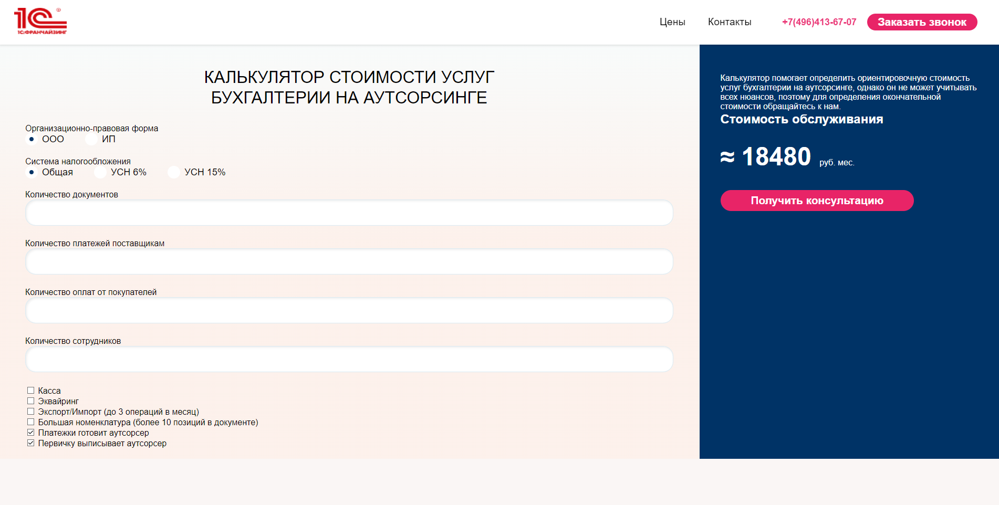 1С®
1С:ФРАНЧАЙЗИНГ
Цены
Контакты
+7(496)413-67-07
Заказать звонок
КАЛЬКУЛЯТОР СТОИМОСТИ УСЛУГ
БУХГАЛТЕРИИ НА АУТСОРСИНГЕ
Организационно-правовая форма
ООО
ИП
Система налогообложения
Общая
УСН 6%
УСН 15%
Количество документов
Количество платежей поставщикам
Количество оплат от покупателей
Количество сотрудников
Касса
Эквайринг
Экспорт/Импорт (до 3 операций в месяц)
Большая номенклатура (более 10 позиций в документе)
Платежки готовит аутсорсер
Первичку выписывает аутсорсер
Калькулятор помогает определить ориентировочную стоимость
услуг бухгалтерии на аутсорсинге, однако он не может учитывать
всех нюансов, поэтому для определения окончательной
стоимости обращайтесь к нам.
Стоимость обслуживания
≈ 18480 руб. мес.
Получить консультацию